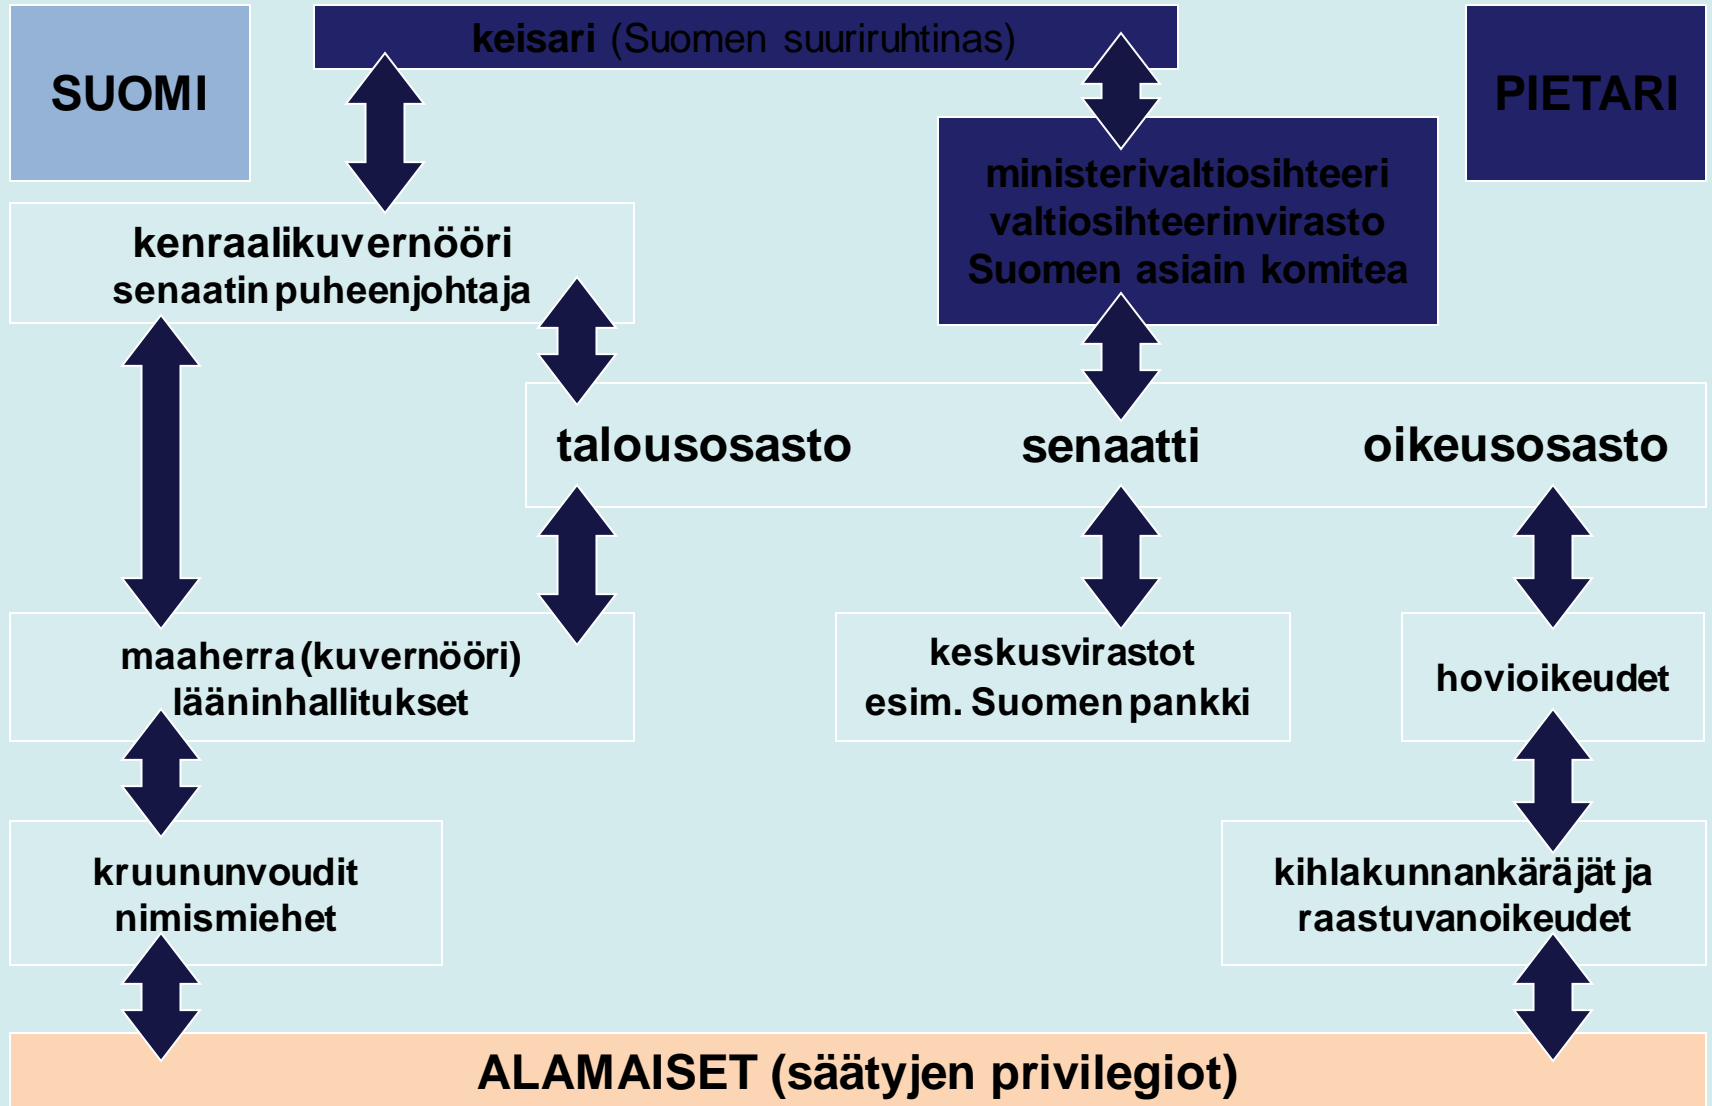 SUOMI
keisari (Suomen suuriruhtinas)
PIETARI
ministerivaltiosihteeri
valtiosihteerinvirasto
Suomen asiain komitea
kenraalikuvernööri
senaatin puheenjohtaja
talousosasto
senaatti
oikeusosasto
maaherra (kuvernööri)
lääninhallitukset
keskusvirastot
esim. Suomen pankki
hovioikeudet
kruununvoudit
nimismiehet
kihlakunnankäräjät ja
raastuvanoikeudet
ALAMAISET (säätyjen privilegiot)